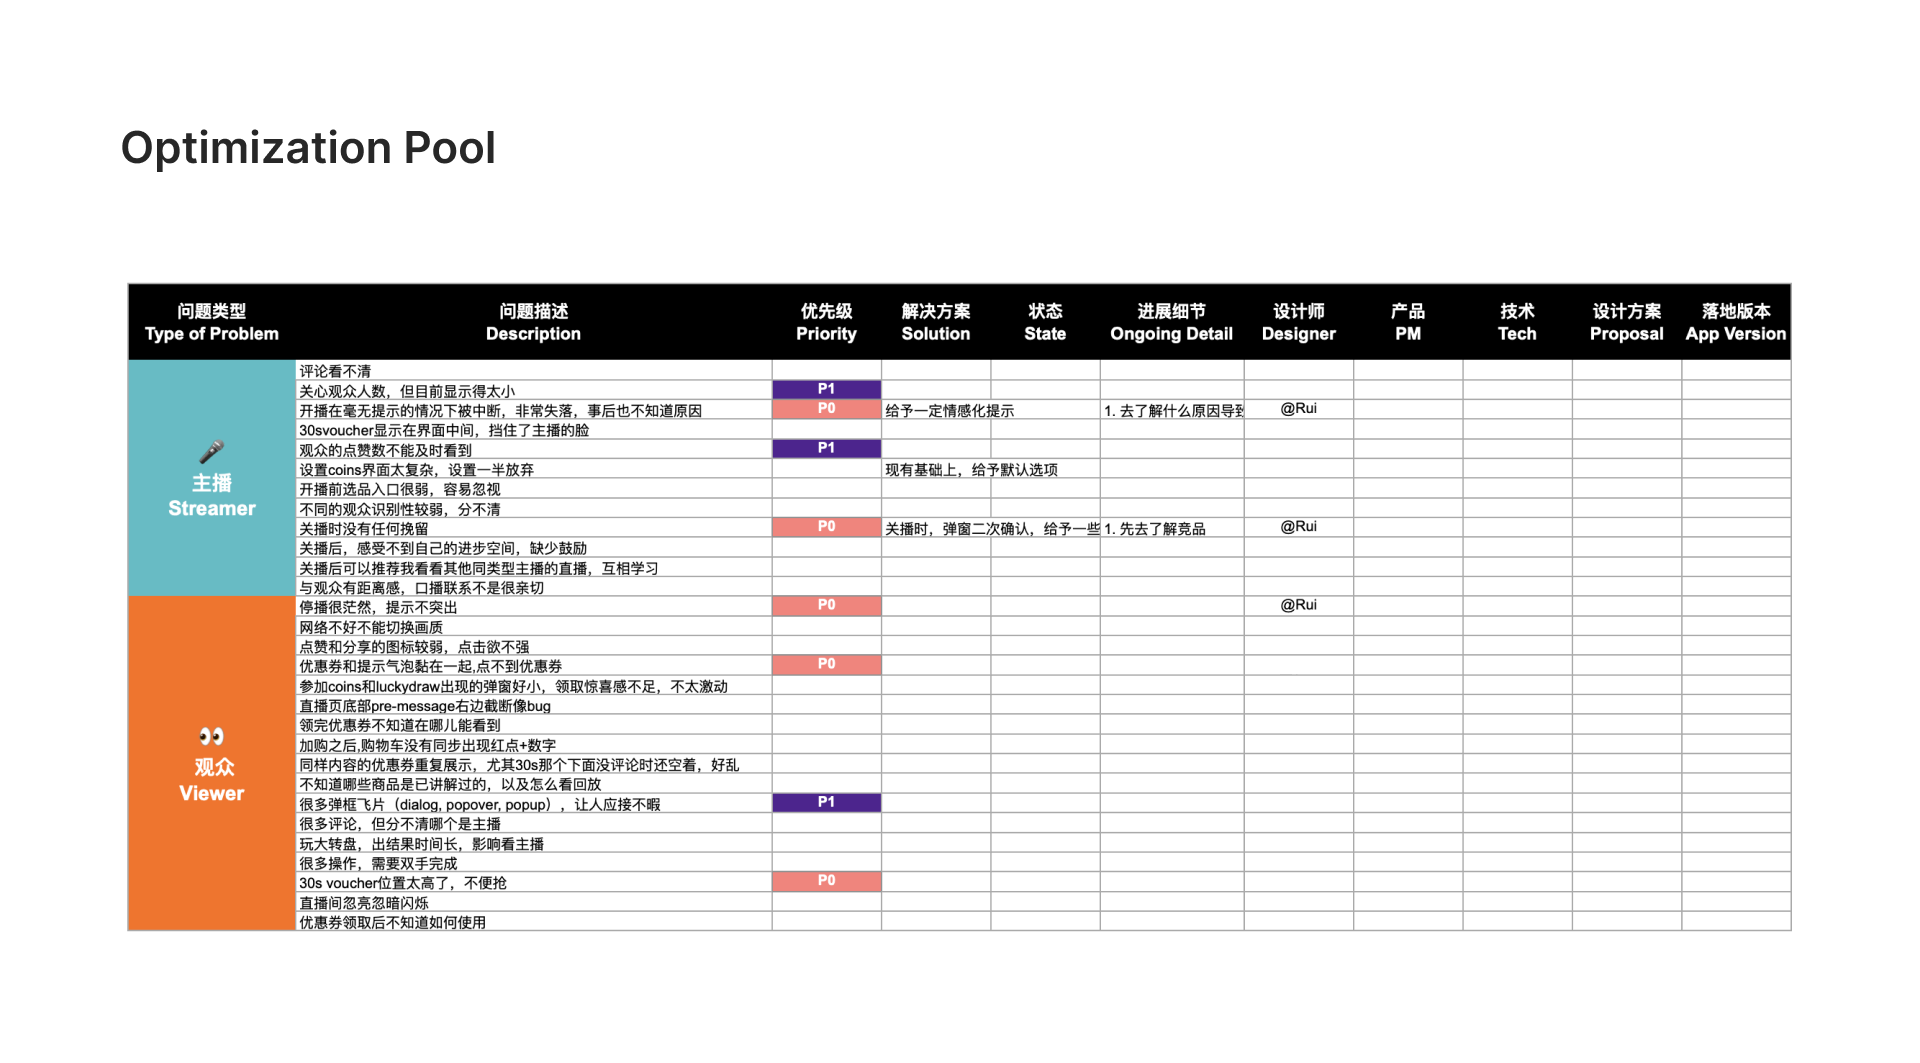 Optimization Pool
问题类型 问题描述 优先级 解决方案 状态 进展细节 设计师 产品 技术 设计方案 落地版本
Type of Problem Description Priority Solution State Ongoing Detail Designer PM Tech Proposal App Version
主播
Streamer
评论看不清
关心观众人数，但目前显示得太小 P1
开播在毫无提示的情况下被中断，非常失落，事后也不知道原因 P0 给予一定情感化提示 1. 去了解什么原因导致 @Rui
30svoucher显示在界面中间，挡住了主播的脸
观众的点赞数不能及时看到 P1
设置coins界面太复杂，设置一半放弃 现有基础上，给予默认选项
开播前选品入口很弱，容易忽视
不同的观众识别性较弱，分不清
关播时没有任何挽留 P0 关播时，弹窗二次确认，给予一些 1. 先去了解竞品 @Rui
关播后，感受不到自己的进步空间，缺少鼓励
关播后可以推荐我看看其他同类型主播的直播，互相学习
与观众有距离感，口播联系不是很亲切
观众
Viewer
停播很茫然，提示不突出 P0 @Rui
网络不好不能切换画质
点赞和分享的图标较弱，点击欲不强
优惠券和提示气泡黏在一起,点不到优惠券 P0
参加coins和luckydraw出现的弹窗好小，领取惊喜感不足，不太激动
直播页底部pre-message右边截断像bug
领完优惠券不知道在哪儿能看到
加购之后,购物车没有同步出现红点+数字
同样内容的优惠券重复展示，尤其30s那个下面没评论时还空着，好乱
不知道哪些商品是已讲解过的，以及怎么看回放
很多弹框飞片（dialog, popover, popup），让人应接不暇 P1
很多评论，但分不清哪个是主播
玩大转盘，出结果时间长，影响看主播
很多操作，需要双手完成
30s voucher位置太高了，不便抢 P0
直播间忽亮忽暗闪烁
优惠券领取后不知道如何使用